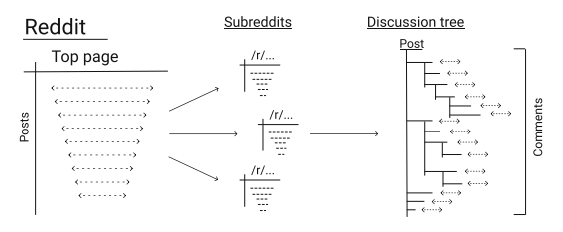 Reddit
Top page
Posts
Subreddits
/r/...
/r/...
/r/...
Discussion tree
Post
Comments